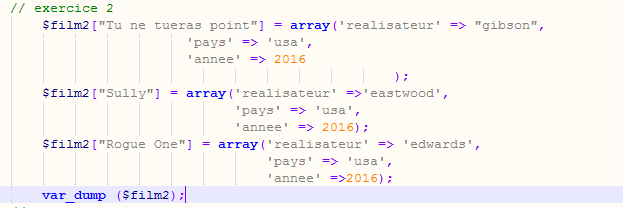 // exercice 2
$film2["Tu ne tueras point"] = array('realisateur' => "gibson",
'pays' => 'usa',
'annee' => 2016
);
$film2["Sully"] = array('realisateur' =>'eastwood',
'pays' => 'usa',
'annee' => 2016);
$film2["Rogue One"] = array('realisateur' => 'edwards',
'pays' => 'usa',
'annee' =>2016);
var_dump ($film2);